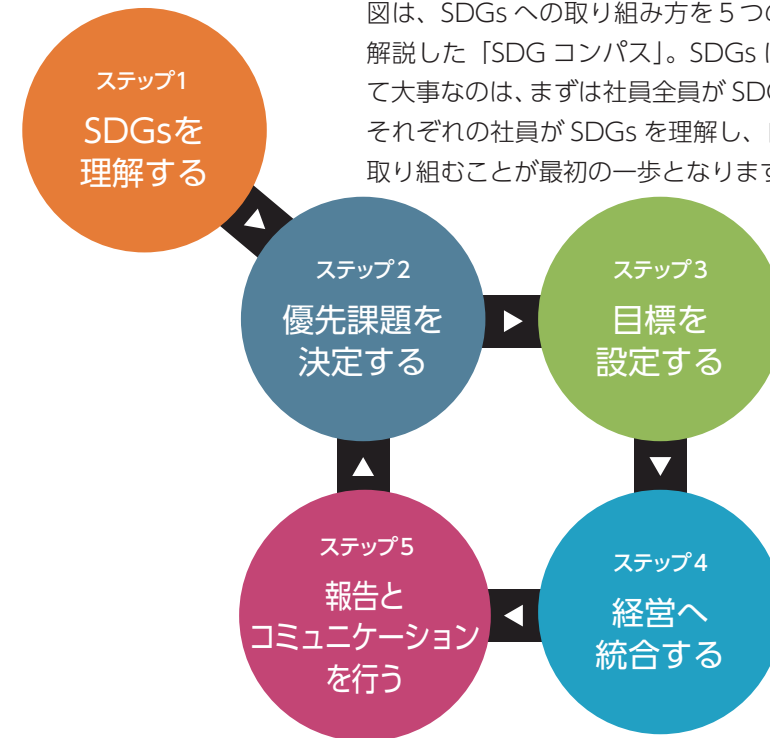 図は、SDGs への取り組み方を５つの
解説した「SDG コンパス」。SDGs に
て大事なのは、まずは社員全員が SDG
それぞれの社員が SDGs を理解し、
取り組むことが最初の一歩となります
ステップ1
SDGsを
理解する
ステップ2
優先課題を
決定する
ステップ3
目標を
設定する
ステップ4
経営へ
統合する
ステップ5
報告と
コミュニケーション
を行う